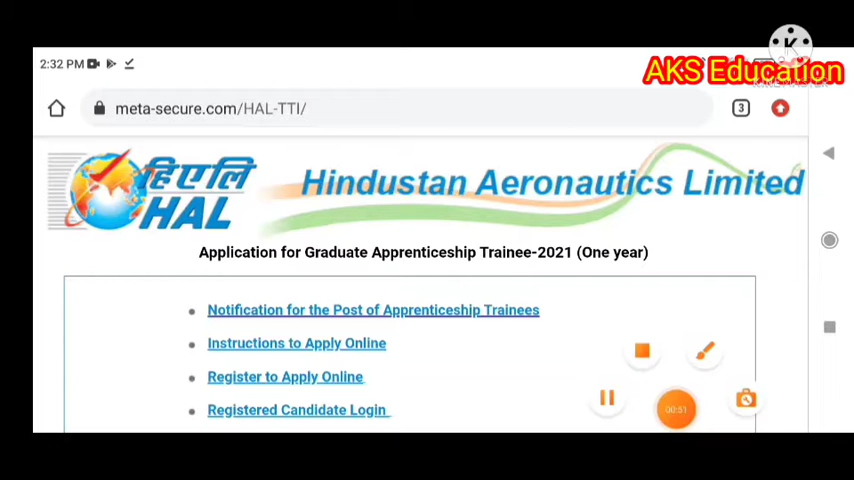 2:32 PM
AKS Education
K
meta-secure.com/HAL-TTI/
3
हिएलि
HAL
Hindustan Aeronautics Limited
Application for Graduate Apprenticeship Trainee-2021 (One year)
Notification for the Post of Apprenticeship Trainees
Instructions to Apply Online
Register to Apply Online
Registered Candidate Login
00:51